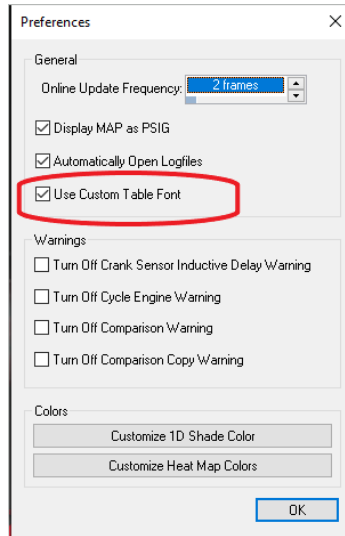 Preferences
General
Online Update Frequency: 2 frames
Display MAP as PSIG
Automatically Open Logfiles
Use Custom Table Font
Warnings
Turn Off Crank Sensor Inductive Delay Warning
Turn Off Cycle Engine Warning
Turn Off Comparison Warning
Turn Off Comparison Copy Warning
Colors
Customize 1D Shade Color
Customize Heat Map Colors
OK